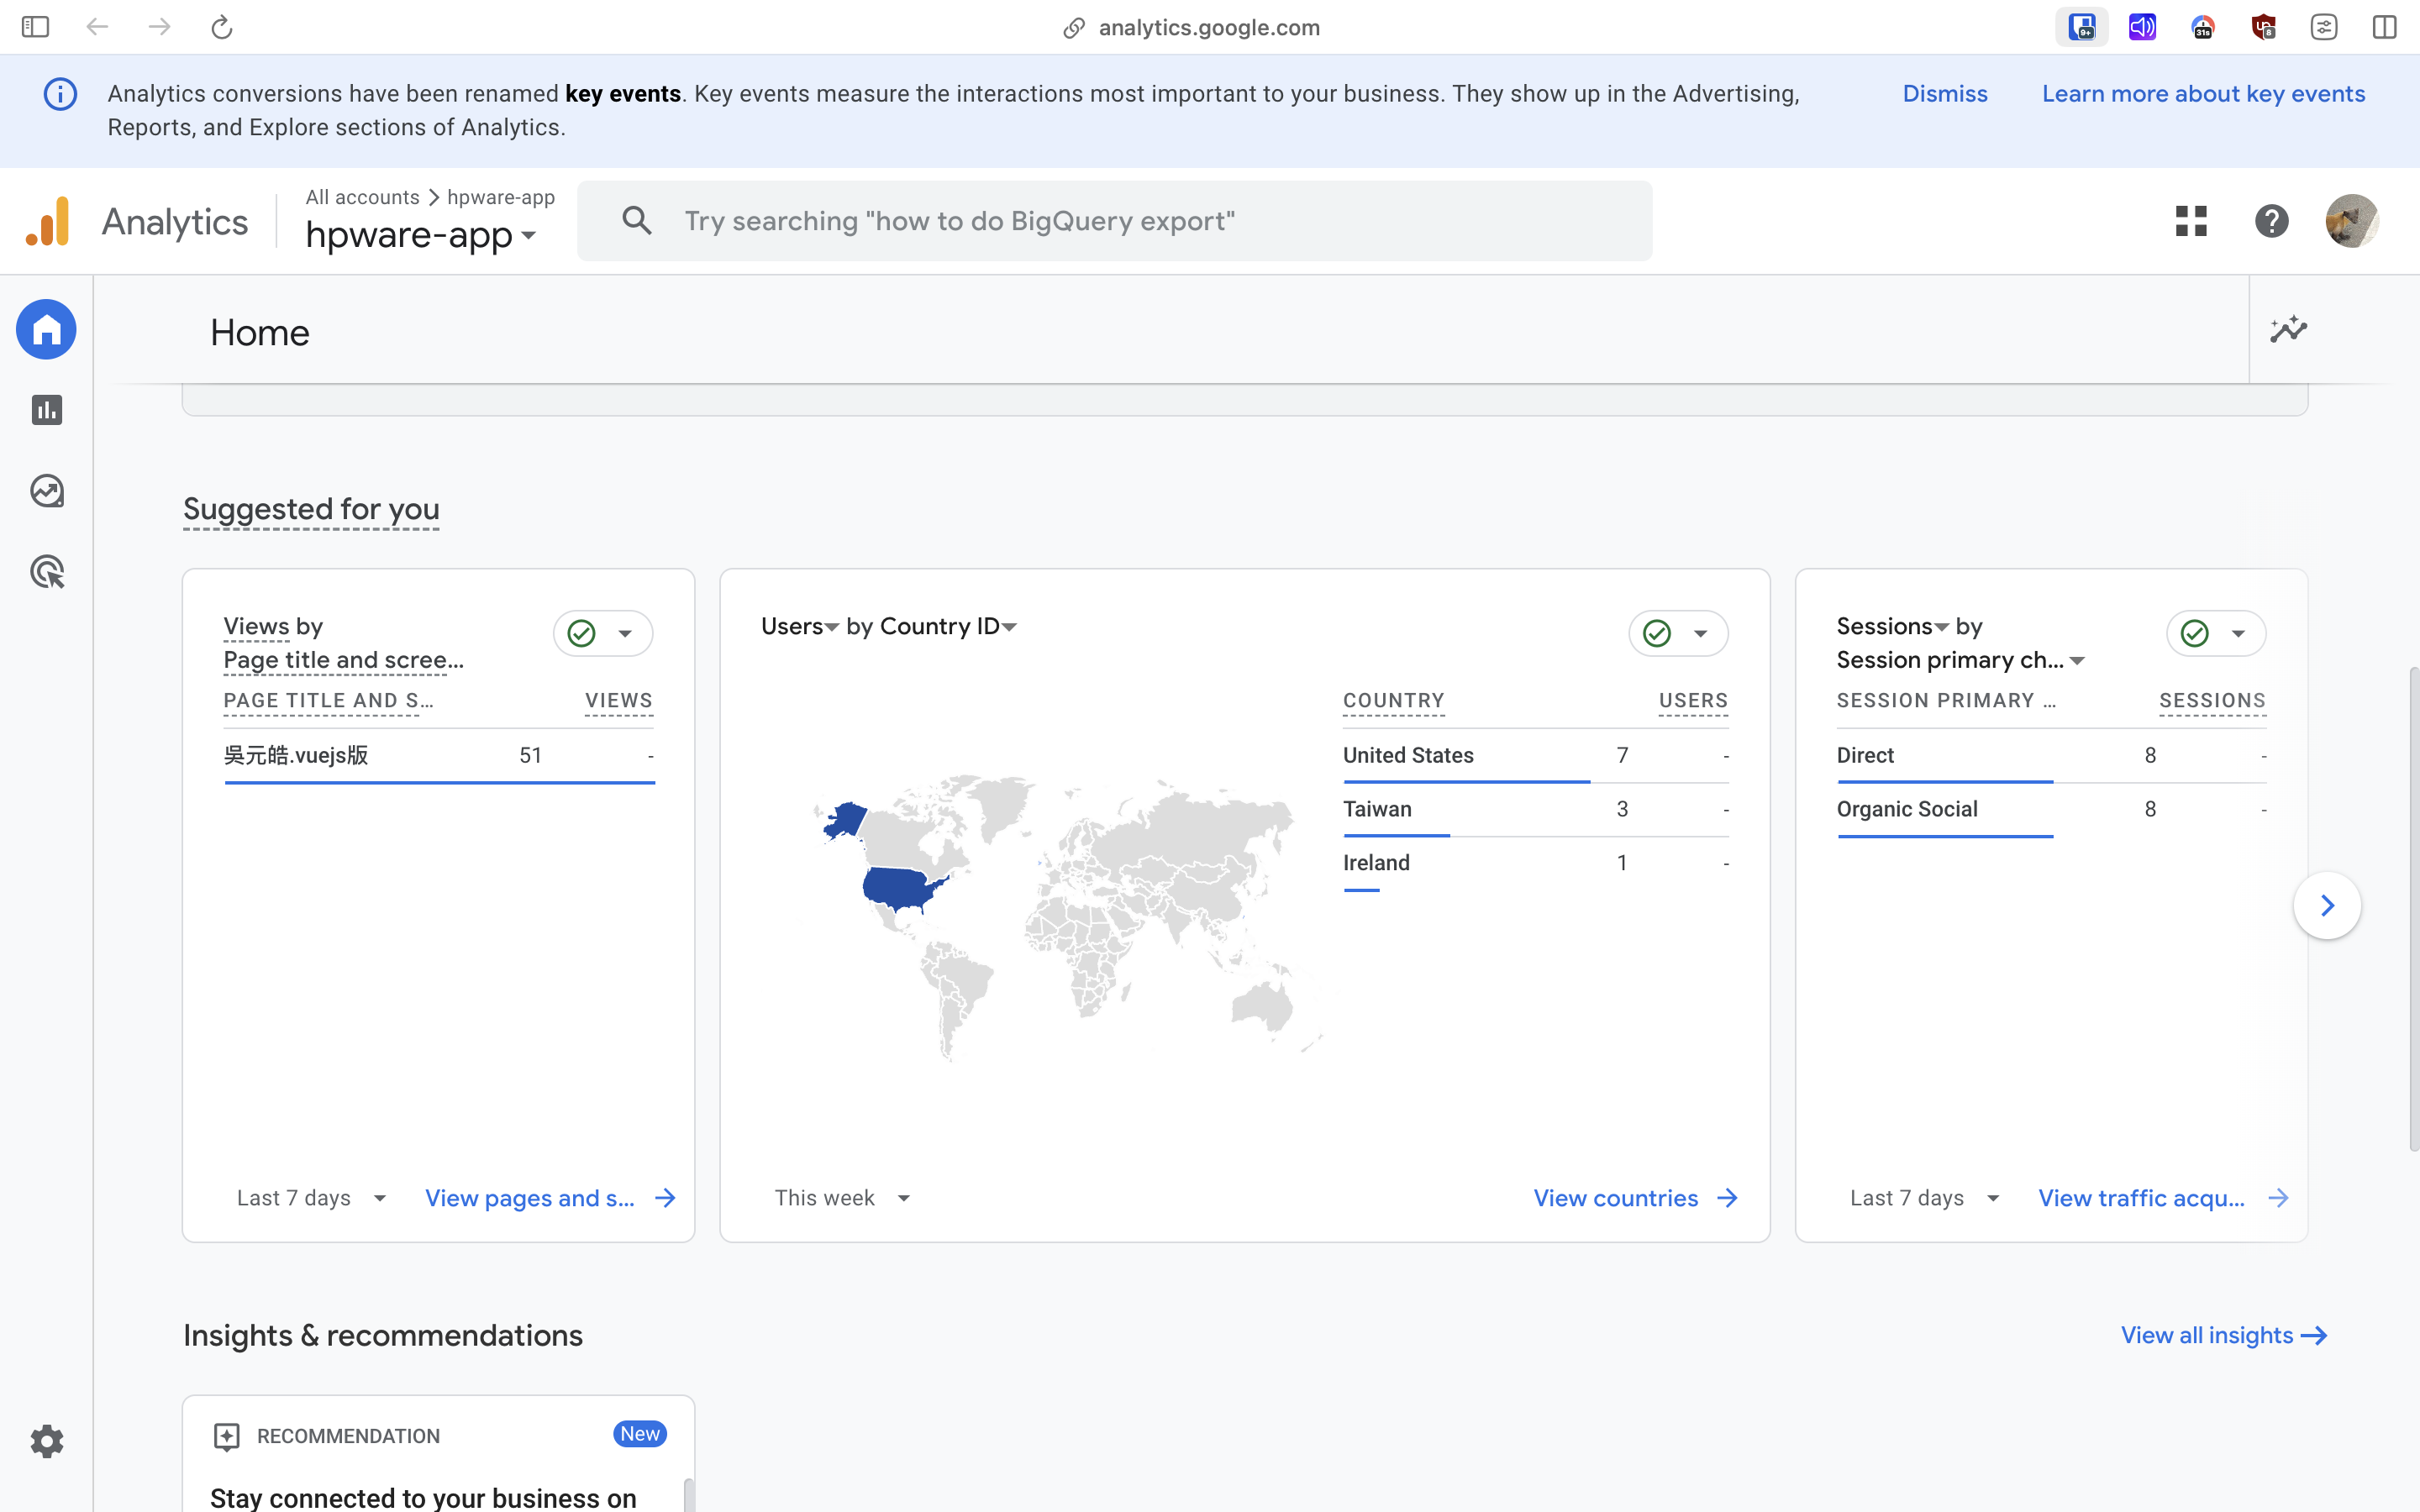 analytics.google.com
9+
31s
8
Analytics conversions have been renamed key events. Key events measure the interactions most important to your business. They show up in the Advertising,
Reports, and Explore sections of Analytics.
Dismiss
Learn more about key events
Analytics
All accounts > hpware-app
hpware-app
Try searching "how to do BigQuery export"
Home
Suggested for you
Views by
Page title and scree...
PAGE TITLE AND S... VIEWS
吳元皓.vuejs版 51 -
Last 7 days
View pages and s...
Users by Country ID
COUNTRY USERS
United States 7 -
Taiwan 3 -
Ireland 1 -
This week
View countries
Sessions by
Session primary ch...
SESSION PRIMARY ... SESSIONS
Direct 8 -
Organic Social 8 -
Last 7 days
View traffic acqu...
Insights & recommendations
View all insights
RECOMMENDATION
New
Stay connected to your business on